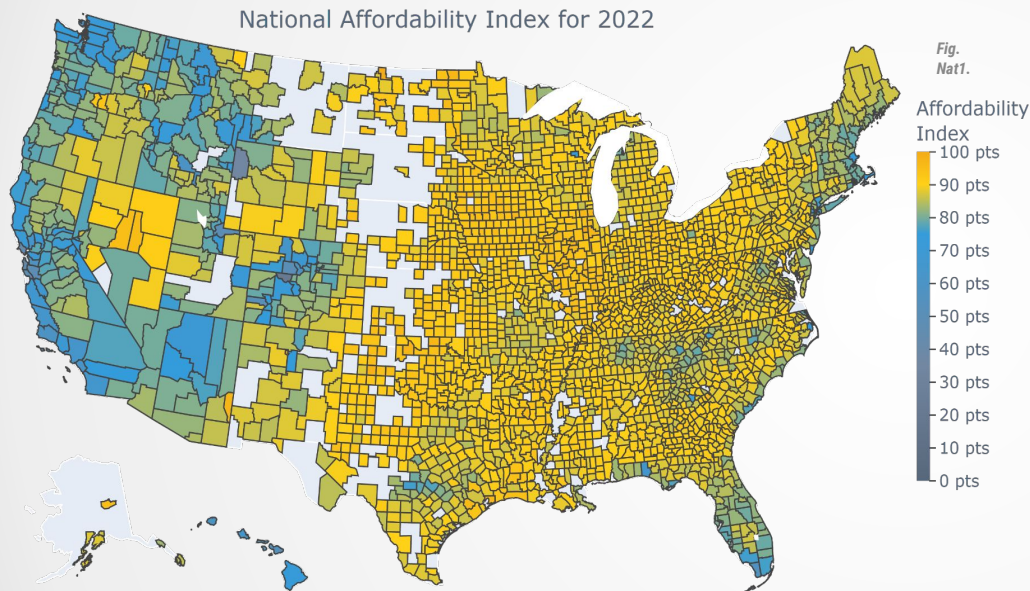 National Affordability Index for 2022
Fig.
Nat1.
Affordability
Index
100 pts
90 pts
80 pts
70 pts
60 pts
50 pts
40 pts
30 pts
20 pts
10 pts
0 pts